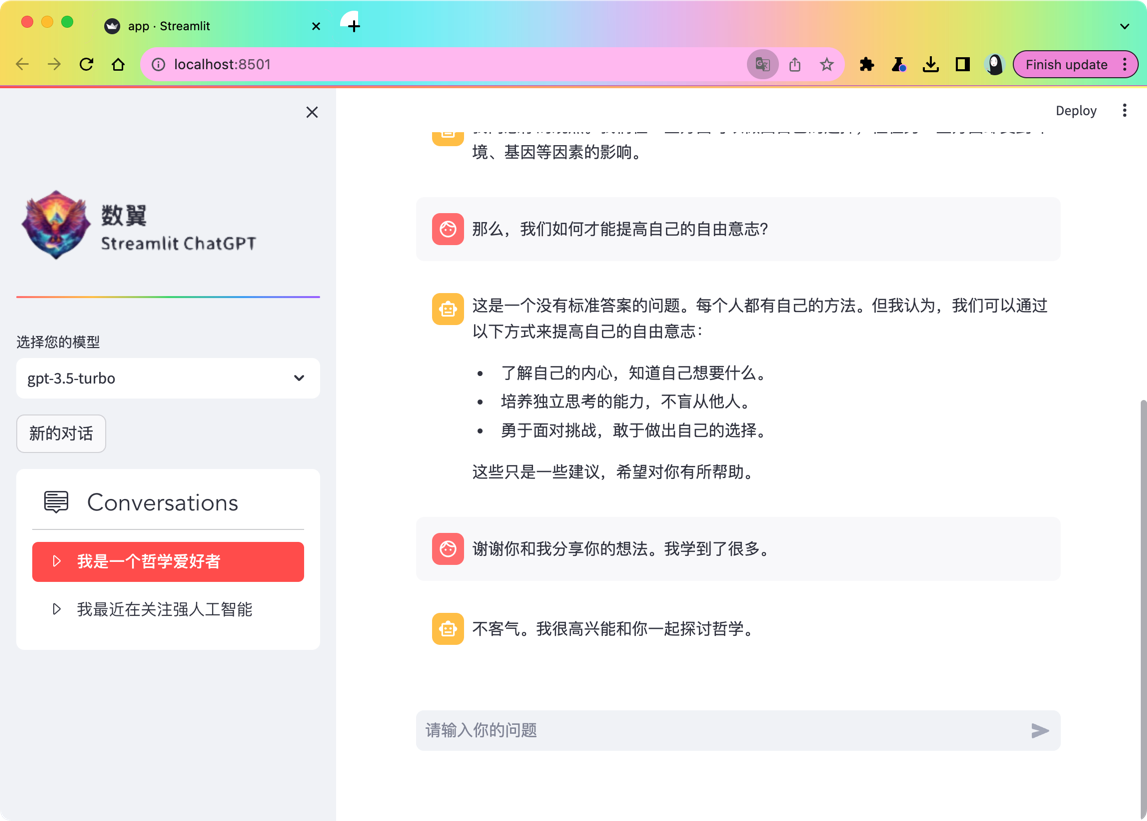 app · Streamlit
localhost:8501
Finish update
Deploy
数翼
Streamlit ChatGPT
选择您的模型
gpt-3.5-turbo
新的对话
Conversations
我是一个哲学爱好者
我最近在关注强人工智能
境、基因等因素的影响。
那么，我们如何才能提高自己的自由意志？
这是一个没有标准答案的问题。每个人都有自己的方法。但我认为，我们可以通过
以下方式来提高自己的自由意志：
• 了解自己的内心，知道自己想要什么。
• 培养独立思考的能力，不盲从他人。
• 勇于面对挑战，敢于做出自己的选择。
这些只是一些建议，希望对你有所帮助。
谢谢你和我分享你的想法。我学到了很多。
不客气。我很高兴能和你一起探讨哲学。
请输入你的问题